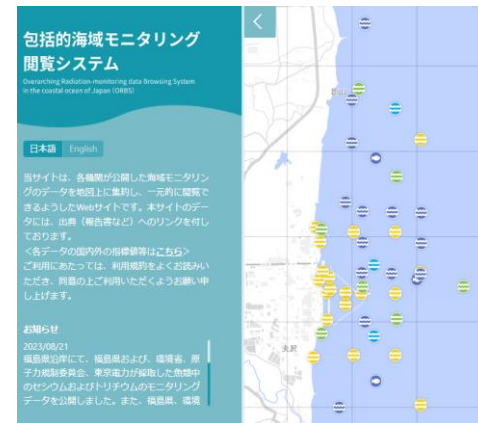 包括的海域モニタリング
閲覧システム
Overarching Radiation-monitoring data Browsing System
in the coastal ocean of Japan (ORBS)
日本語 English
当サイトは、各機関が公開した海域モニタリン
グのデータを地図上に集約し、一元的に閲覧で
きるようしたWebサイトです。本サイトのデー
タには、出典（報告書など）へのリンクを付し
ております。
<各データの国内外の指標値等はこちら>
ご利用にあたっては、利用規約をよくお読みい
ただき、同意の上ご利用いただくようお願い申
し上げます。
お知らせ
2023/08/21
福島県沿岸にて、福島県および、環境省、原
子力規制委員会、東京電力が採取した魚類中
のセシウムおよびトリチウムのモニタリング
データを公開しました。また、福島県、環境